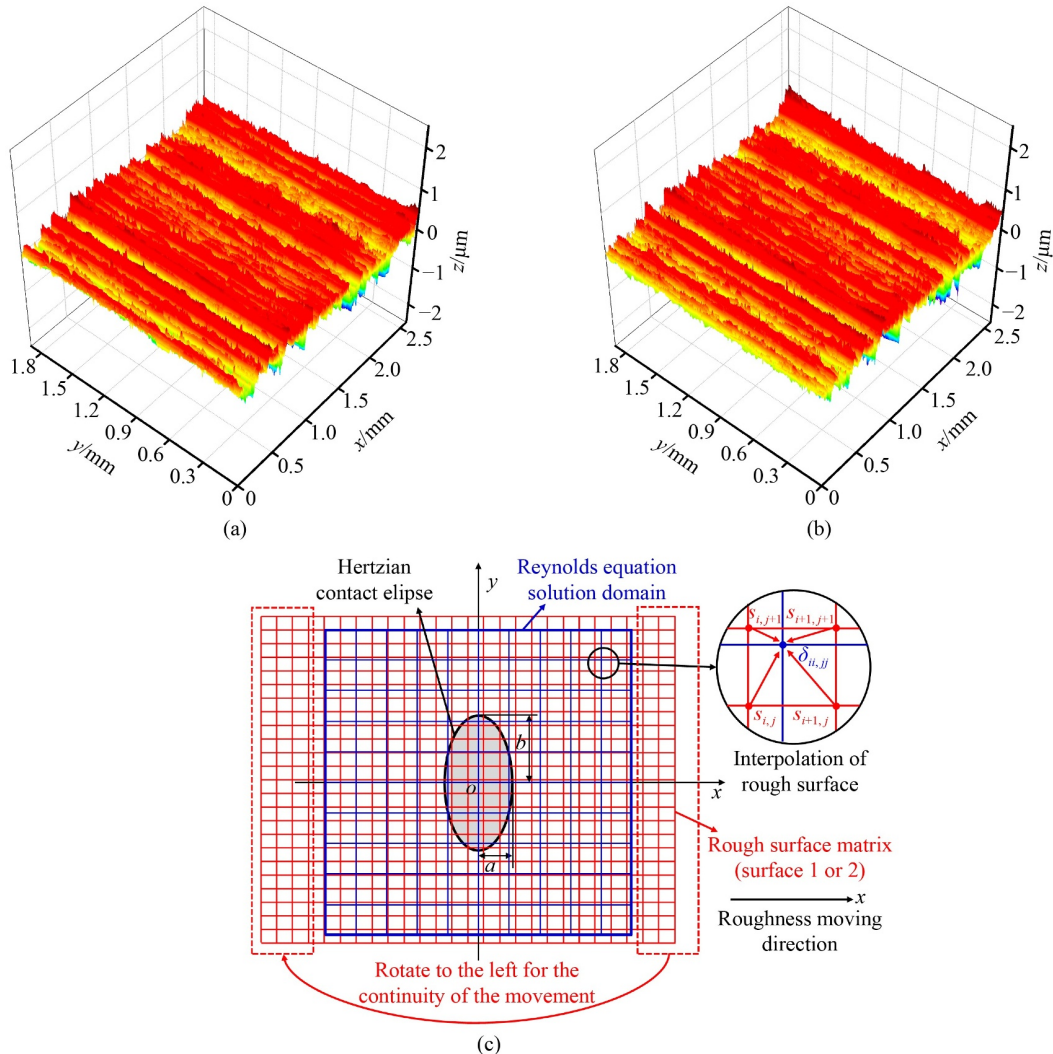 2
1
0
−1
−2
z/μm
1.8
1.5
1.2
0.9
0.6
0.3
0
y/mm
0
0.5
1.0
1.5
2.0
2.5
x/mm
(a)
2
1
0
−1
−2
z/μm
1.8
1.5
1.2
0.9
0.6
0.3
0
y/mm
0
0.5
1.0
1.5
2.0
2.5
x/mm
(b)
Hertzian
contact elipse
y
Reynolds equation
solution domain
s i, j+1
s i+1, j+1
δ ii, jj
s i, j
s i+1, j
Interpolation of
rough surface
b
o
a
x
Rough surface matrix
(surface 1 or 2)
x
Roughness moving
direction
Rotate to the left for the
continuity of the movement
(c)